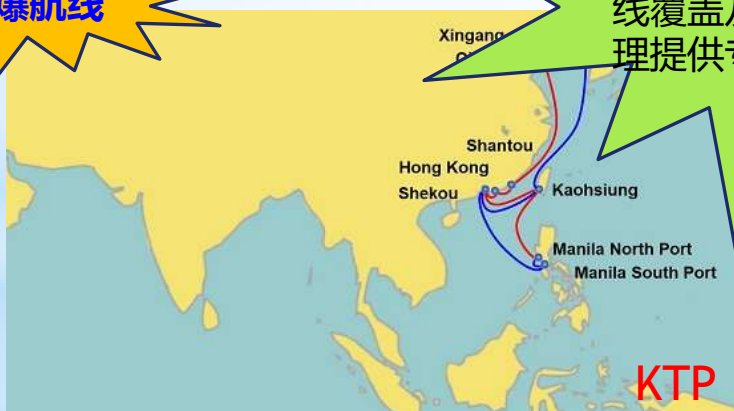 爆航线
线覆盖
理提供
Xingang
Shantou
Hong Kong
Shekou
Kaohsiung
Manila North Port
Manila South Port
KTP